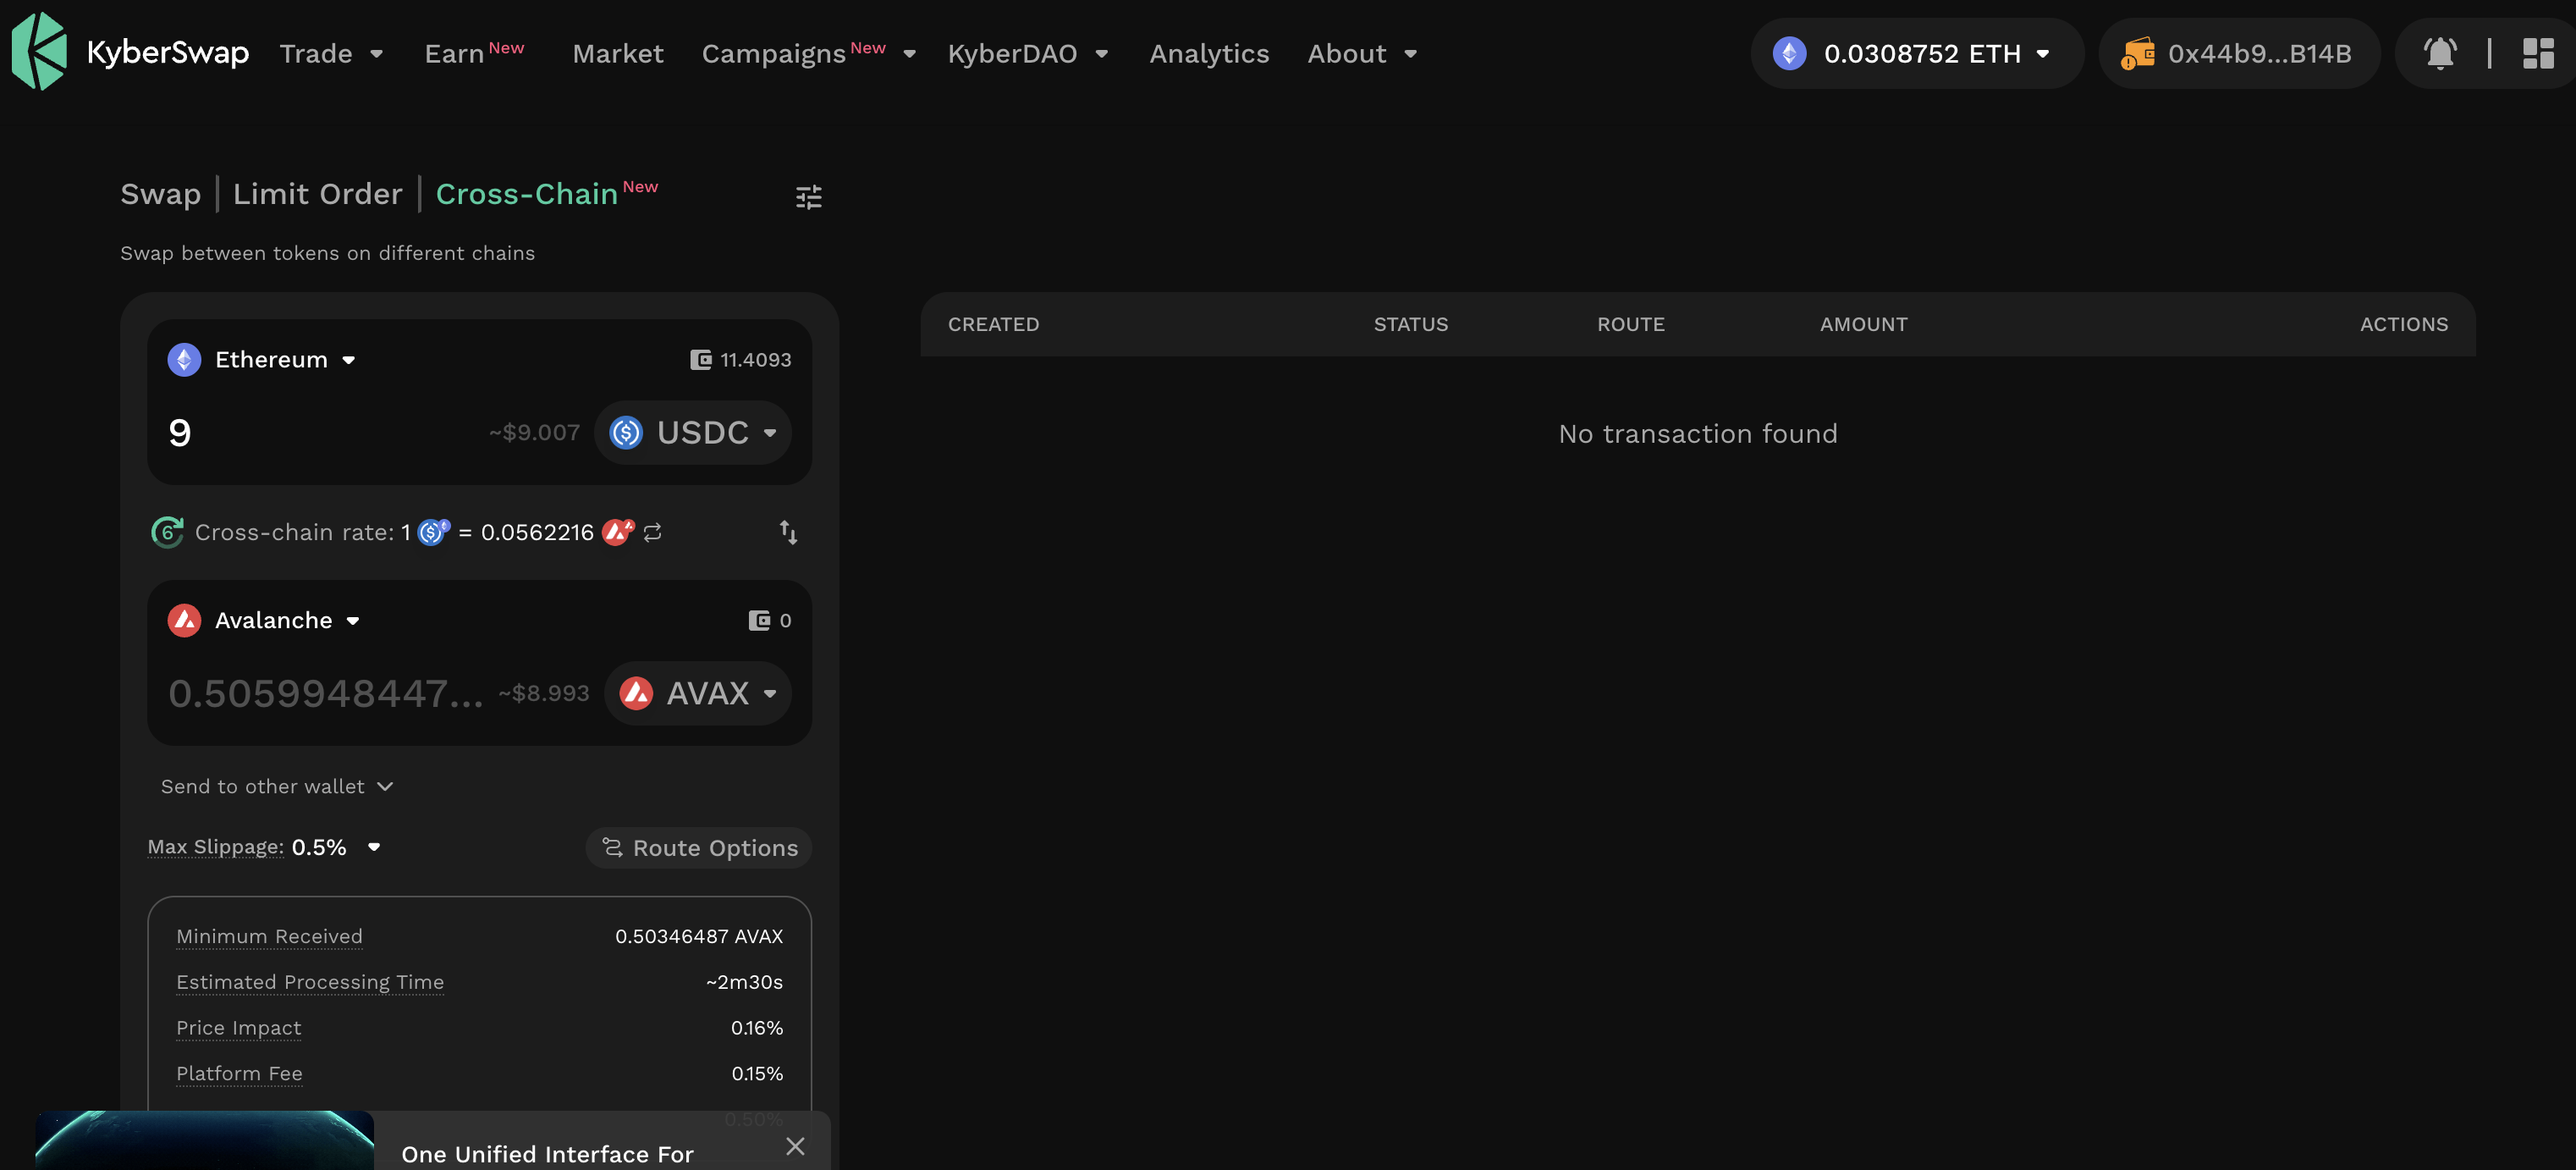 KyberSwap Trade Earn New Market Campaigns New KyberDAO Analytics About 0.0308752 ETH 0x44b9...B14B
Swap | Limit Order | Cross-Chain New
Swap between tokens on different chains
Ethereum 11.4093
9 ~$9.007 USDC
6 Cross-chain rate: 1 = 0.0562216
Avalanche 0
0.5059948447... ~$8.993 AVAX
Send to other wallet
Max Slippage: 0.5% Route Options
Minimum Received 0.50346487 AVAX
Estimated Processing Time ~2m30s
Price Impact 0.16%
Platform Fee 0.15%
0.50%
One Unified Interface For
CREATED STATUS ROUTE AMOUNT ACTIONS
No transaction found